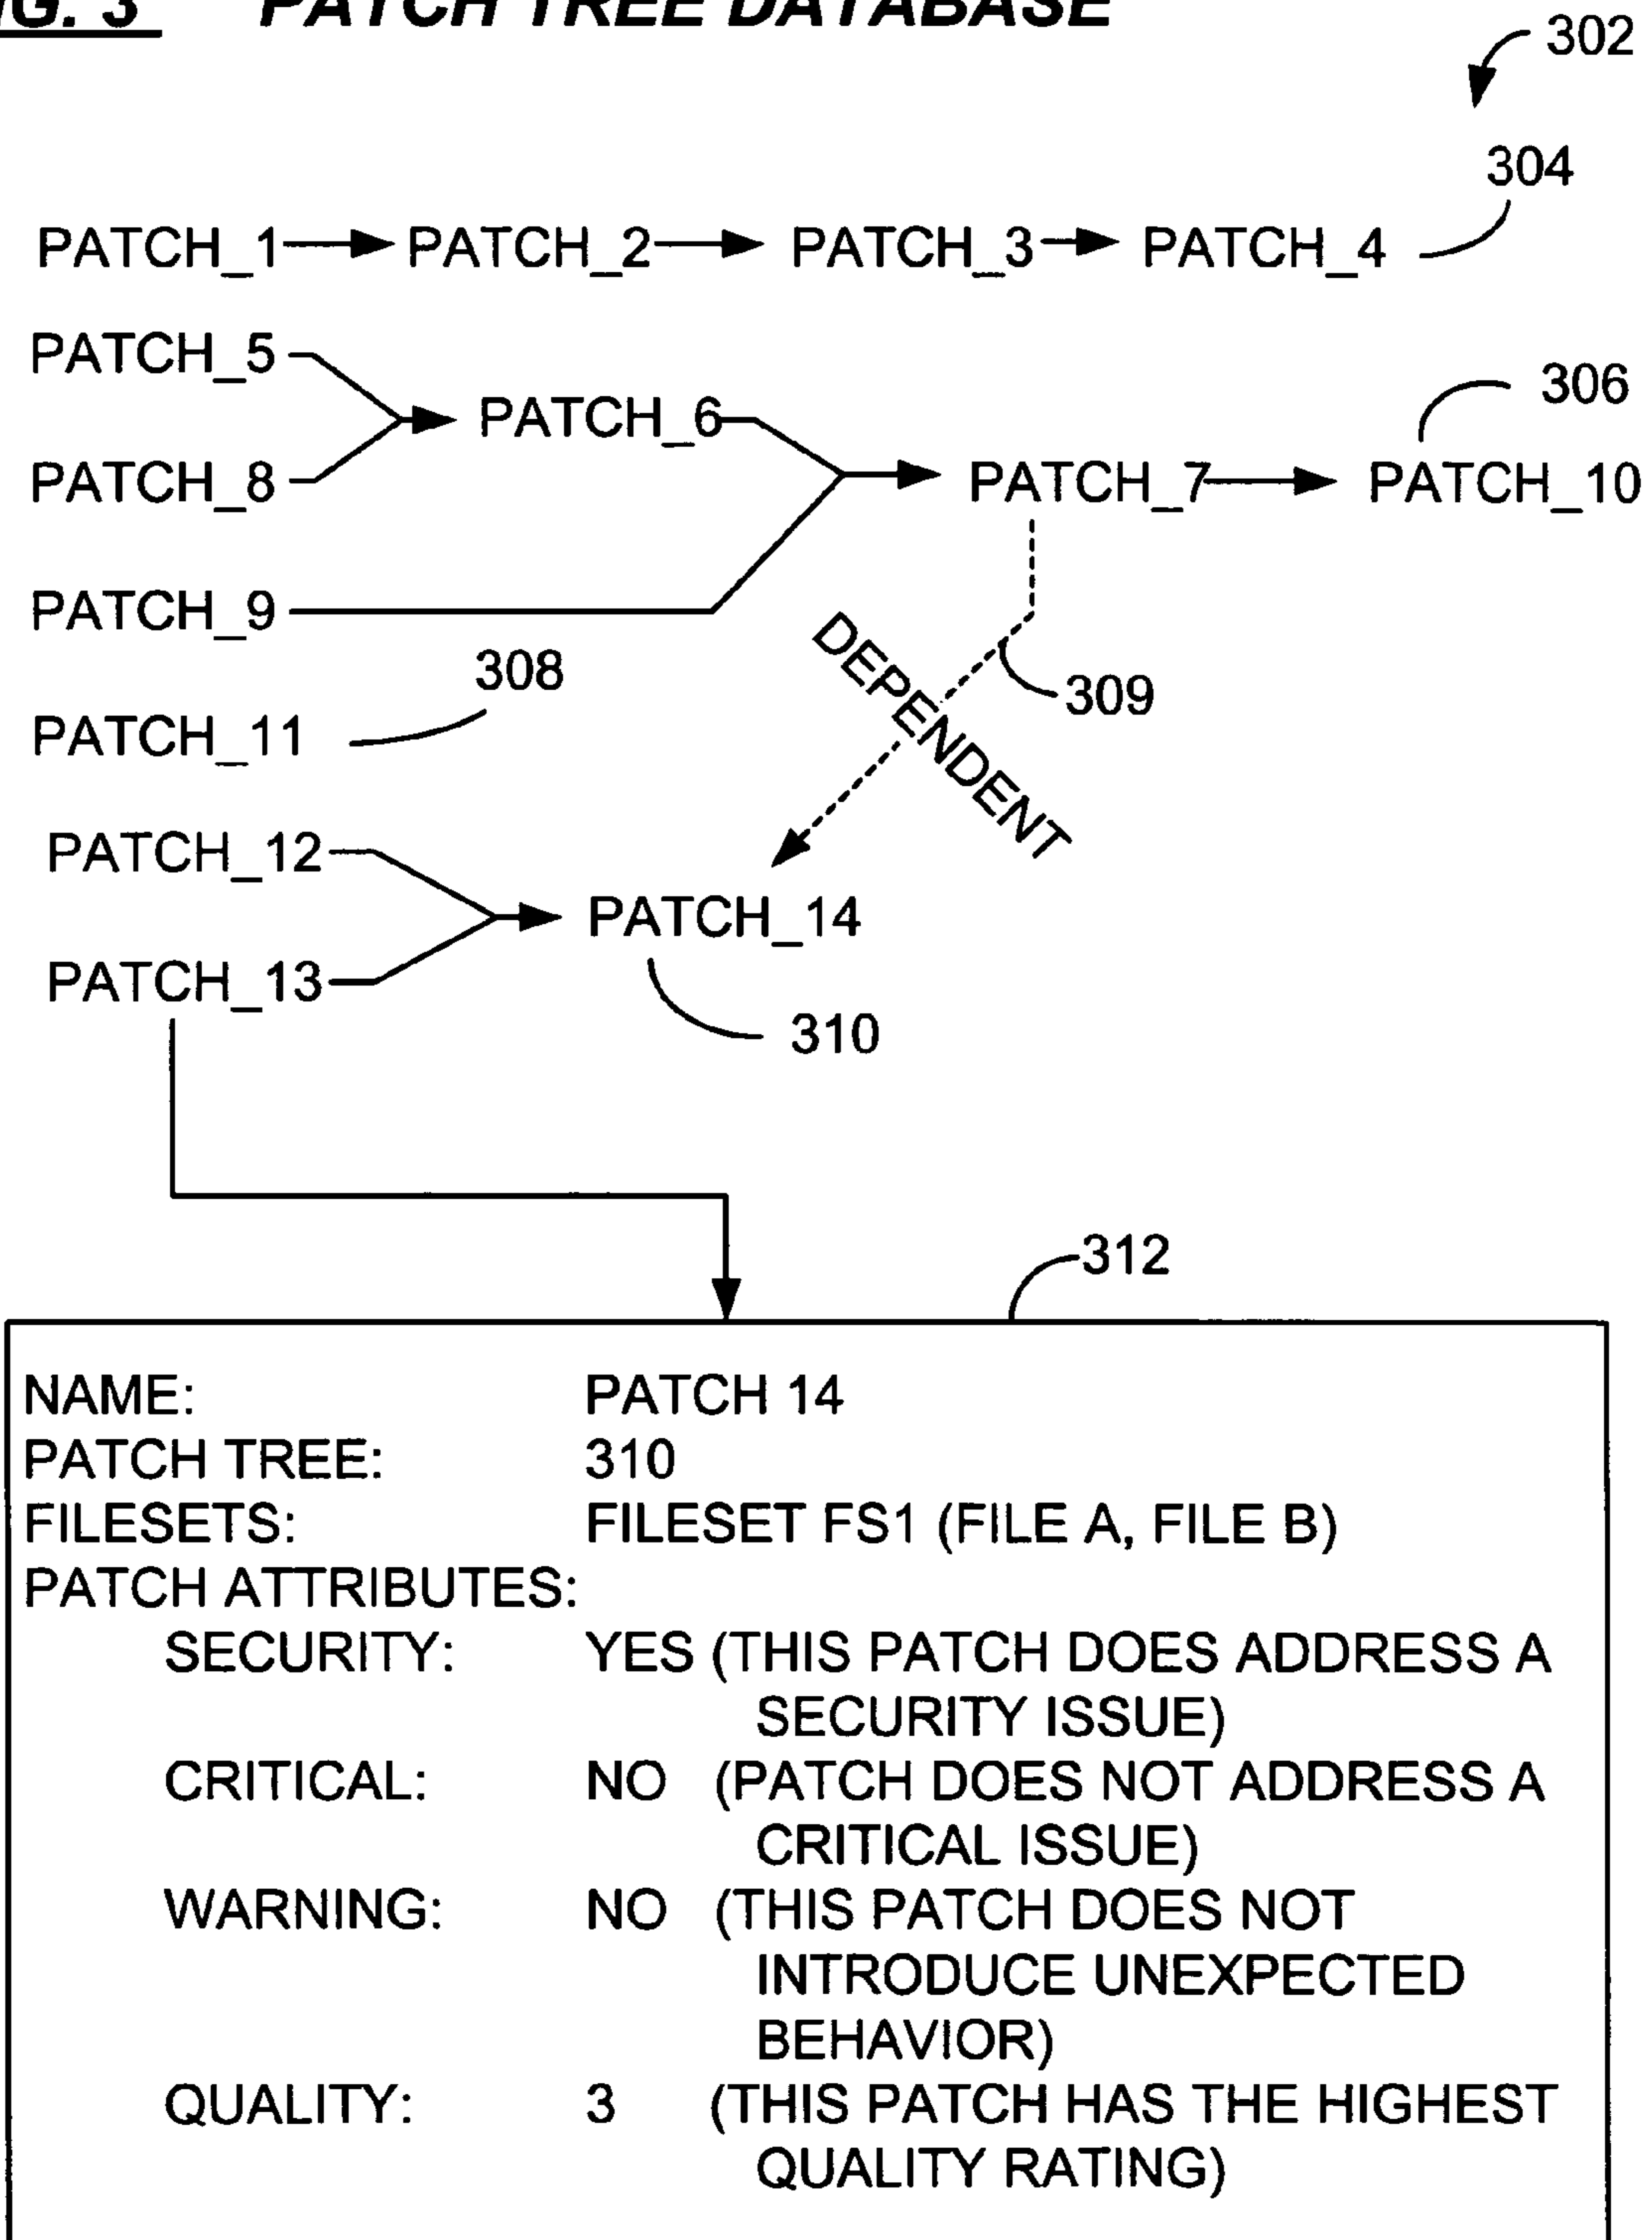 3 PATCH TREE DATABASE
302
304
PATCH_1 PATCH_2 PATCH_3 PATCH_4
PATCH_5
306
PATCH_6
PATCH_8
PATCH_7 PATCH_10
PATCH_9
DEPENDENT
308
309
PATCH_11
PATCH_12
PATCH_14
PATCH_13
310
312
NAME: PATCH 14
PATCH TREE: 310
FILESETS: FILESET FS1 (FILE A, FILE B)
PATCH ATTRIBUTES:
SECURITY: YES (THIS PATCH DOES ADDRESS A
SECURITY ISSUE)
CRITICAL: NO (PATCH DOES NOT ADDRESS A
CRITICAL ISSUE)
WARNING: NO (THIS PATCH DOES NOT
INTRODUCE UNEXPECTED
BEHAVIOR)
QUALITY: 3 (THIS PATCH HAS THE HIGHEST
QUALITY RATING)